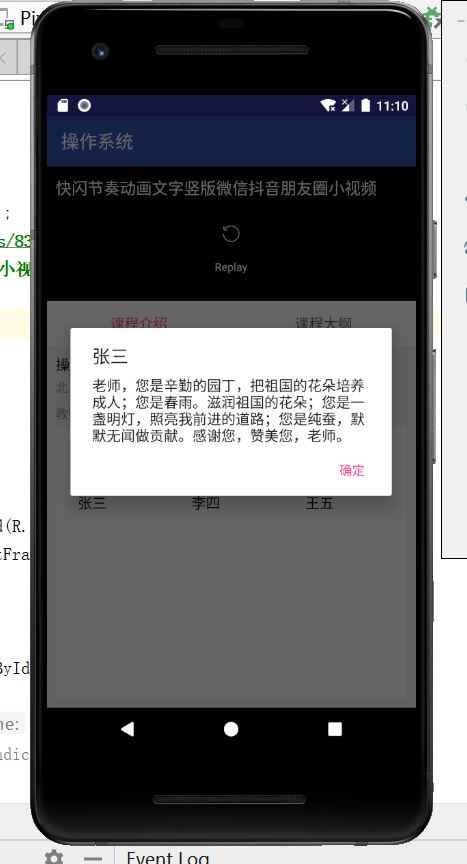 Pi
11:10
操作系统
快闪节奏动画文字竖版微信抖音朋友圈小视频
;
s/83
小视
Replay
课程介绍
课程大纲
操
北
教
张三
老师，您是辛勤的园丁，把祖国的花朵培养
成人；您是春雨。滋润祖国的花朵；您是一
盏明灯，照亮我前进的道路；您是纯蚕，默
默无闻做贡献。感谢您，赞美您，老师。
确定
张三
李四
王五
d(R.
tFra
ById
me:
ndic
Event Log